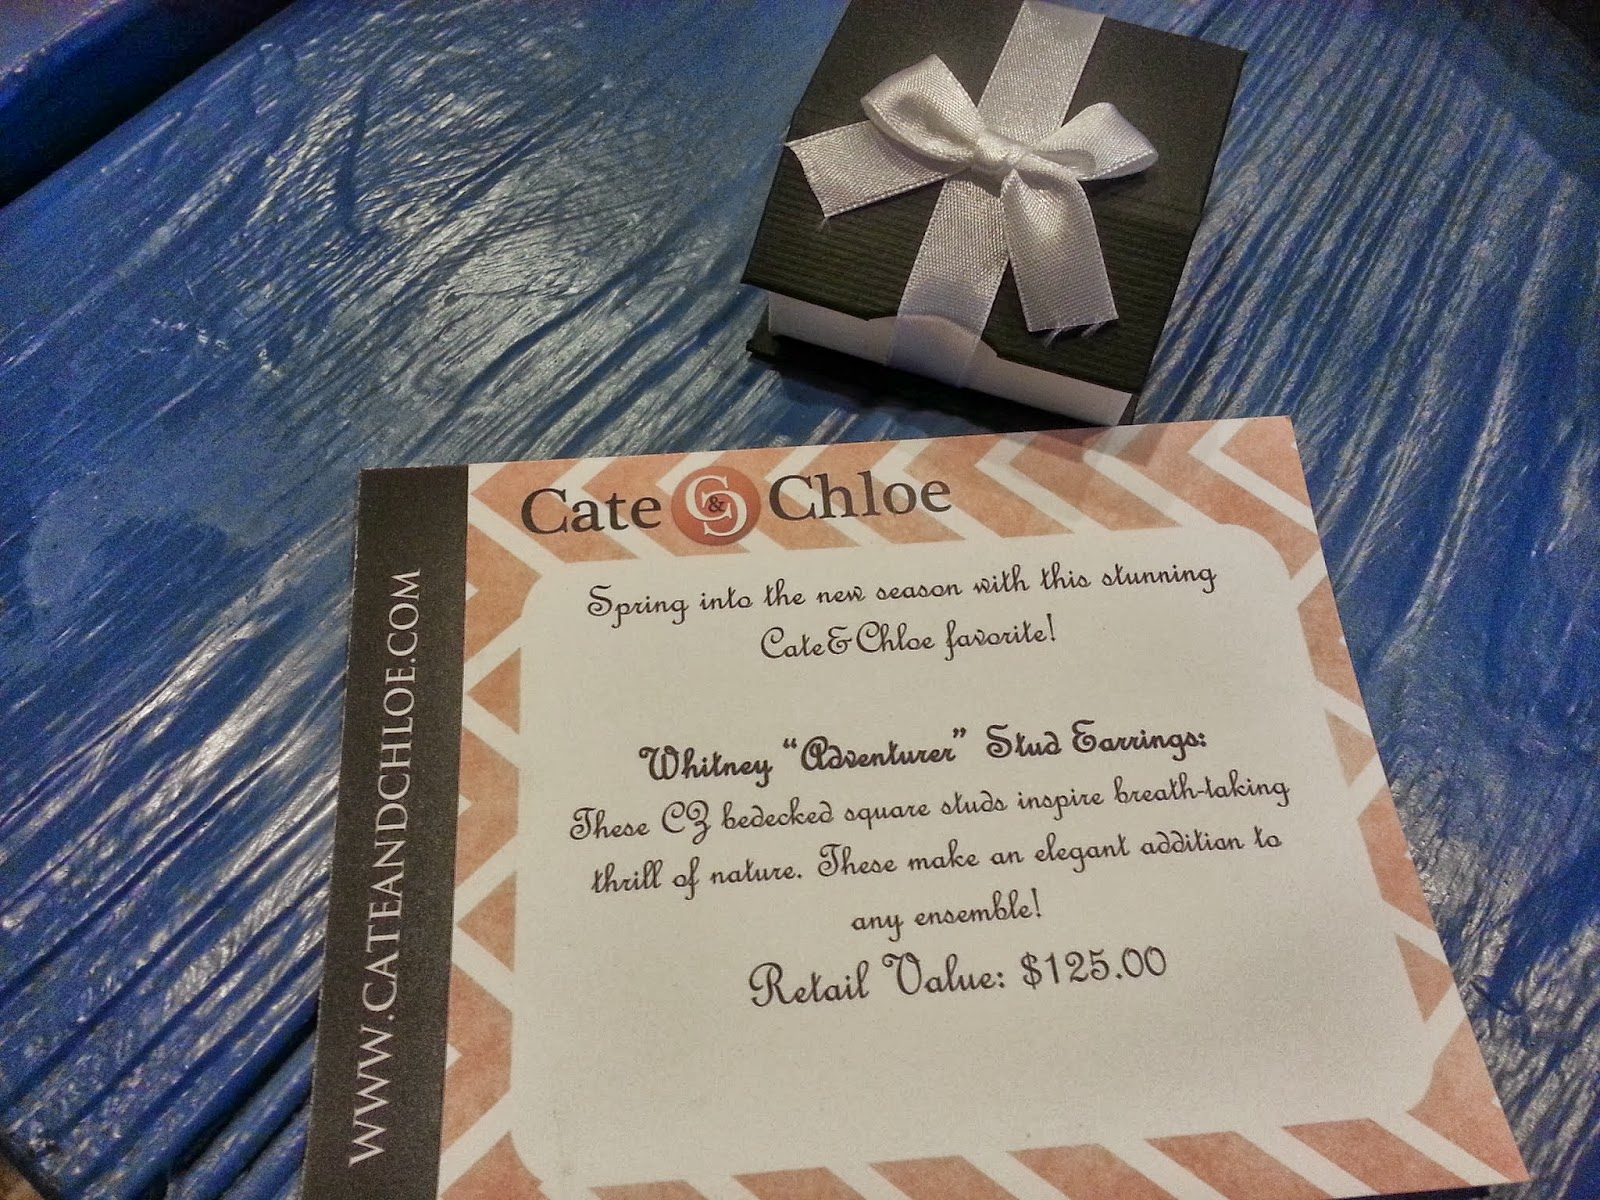 Cate C&C Chloe
Spring into the new season with this stunning
Cate&Chloe favorite!
Whitney “Adventurer” Stud Earrings:
These CZ bedecked square studs inspire breath-taking
thrill of nature. These make an elegant addition to
any ensemble!
Retail Value: $125.00
WWW.CATEANDCHLOE.COM